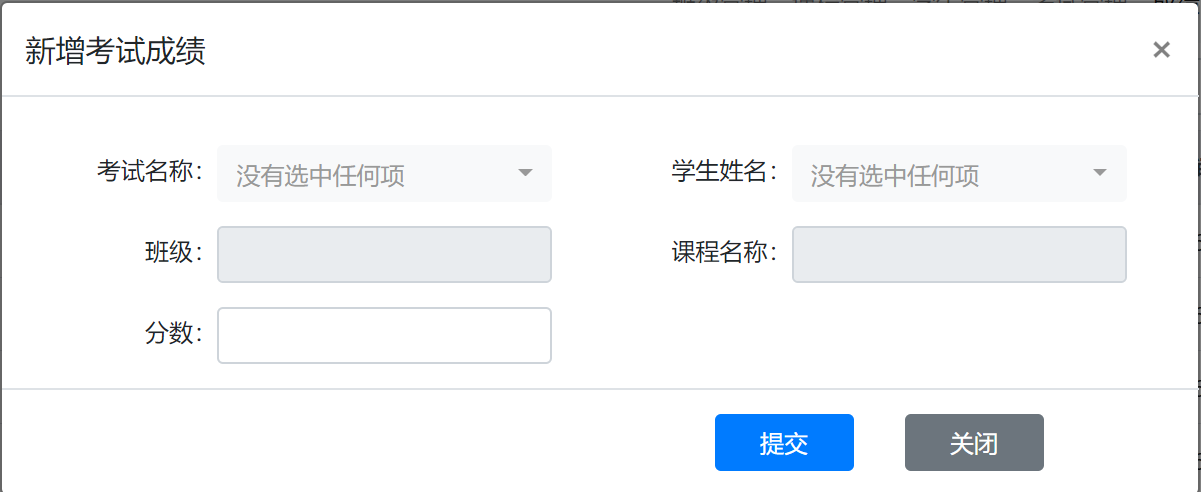 新增考试成绩 ×
考试名称： 没有选中任何项 学生姓名： 没有选中任何项
班级： 课程名称：
分数：
提交 关闭